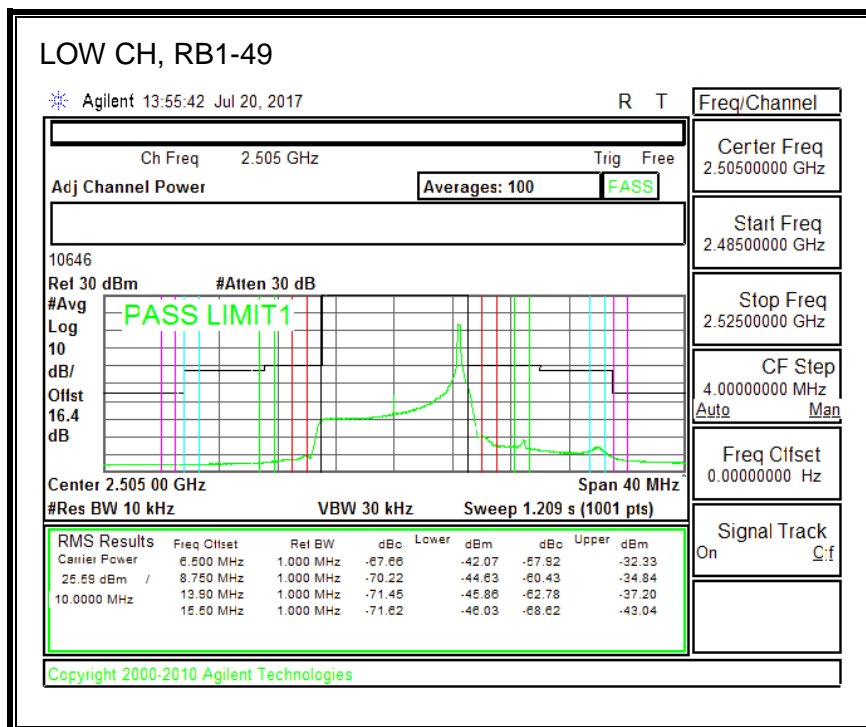 LOW CH, RB1-49
Agilent 13:55:42 Jul 20, 2017 R T
Ch Freq 2.505 GHz Trig Free
Adj Channel Power Averages: 100 PASS
10646
Ref 30 dBm #Atten 30 dB
#Avg
Log
10
dB/
Offst
16.4
dB
PASS LIMIT1
Center 2.505 00 GHz Span 40 MHz
#Res BW 10 kHz VBW 30 kHz Sweep 1.209 s (1001 pts)
RMS Results Freq Offset Ref BW dBc Lower dBm dBc Upper dBm
Carrier Power 6.500 MHz 1.000 MHz -67.66 -42.07 -57.92 -32.33
25.59 dBm / 8.750 MHz 1.000 MHz -70.22 -44.63 -60.43 -34.84
10.0000 MHz 13.90 MHz 1.000 MHz -71.45 -45.86 -62.78 -37.20
15.50 MHz 1.000 MHz -71.62 -46.03 -68.62 -43.04
Copyright 2000-2010 Agilent Technologies
Freq/Channel
Center Freq
2.50500000 GHz
Start Freq
2.48500000 GHz
Stop Freq
2.52500000 GHz
CF Step
4.00000000 MHz
Auto Man
Freq Offset
0.00000000 Hz
Signal Track
On Off